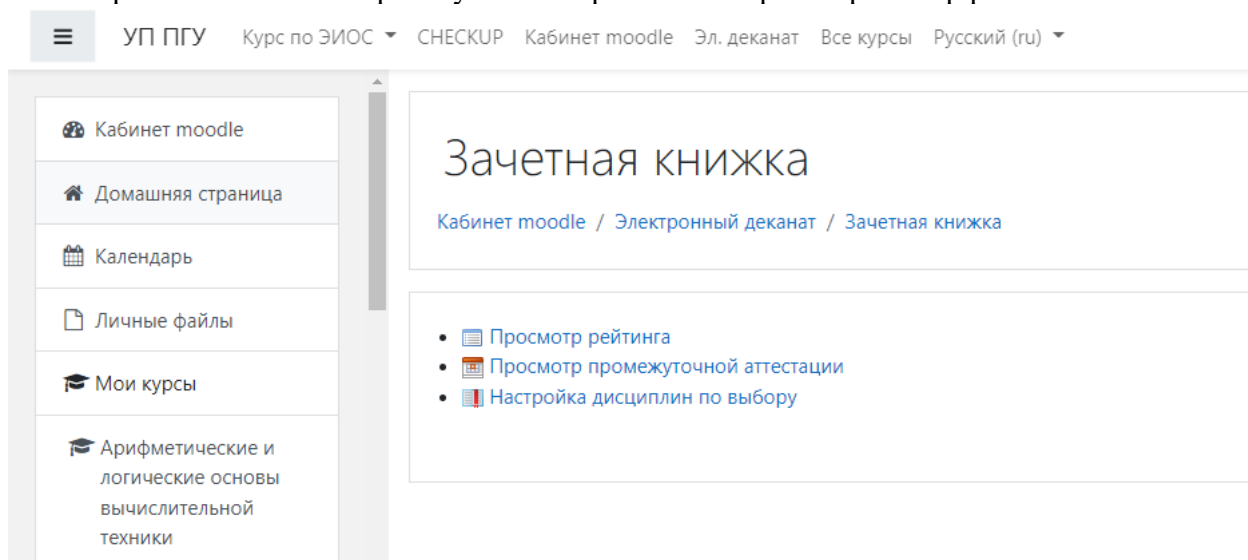 УП ПГУ Курс по ЭИОС CHECKUP Кабинет moodle Эл. деканат Все курсы Русский (ru)
Кабинет moodle
Домашняя страница
Календарь
Личные файлы
Мои курсы
Арифметические и
логические основы
вычислительной
техники
Зачетная книжка
Кабинет moodle / Электронный деканат / Зачетная книжка
Просмотр рейтинга
Просмотр промежуточной аттестации
Настройка дисциплин по выбору